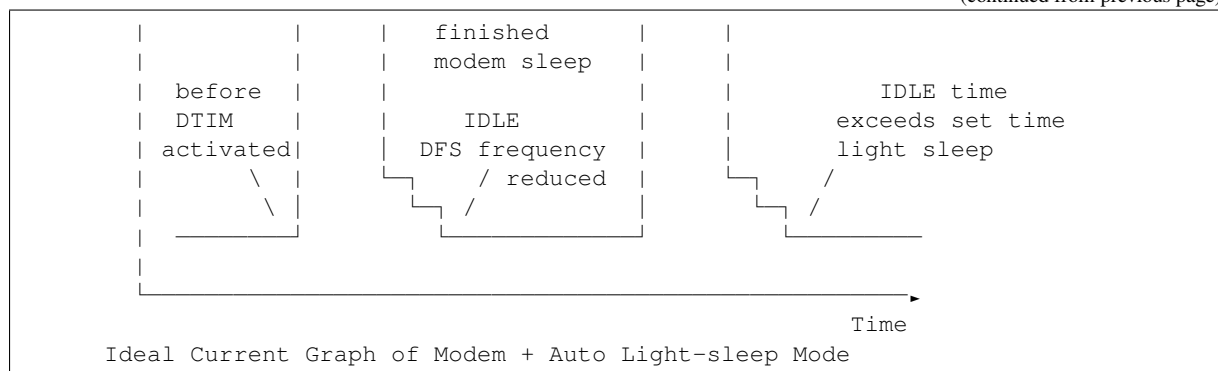 (continued from previous page)
finished
modem sleep
before IDLE time
DTIM IDLE exceeds set time
activated DFS frequency light sleep
reduced
Time
Ideal Current Graph of Modem + Auto Light-sleep Mode